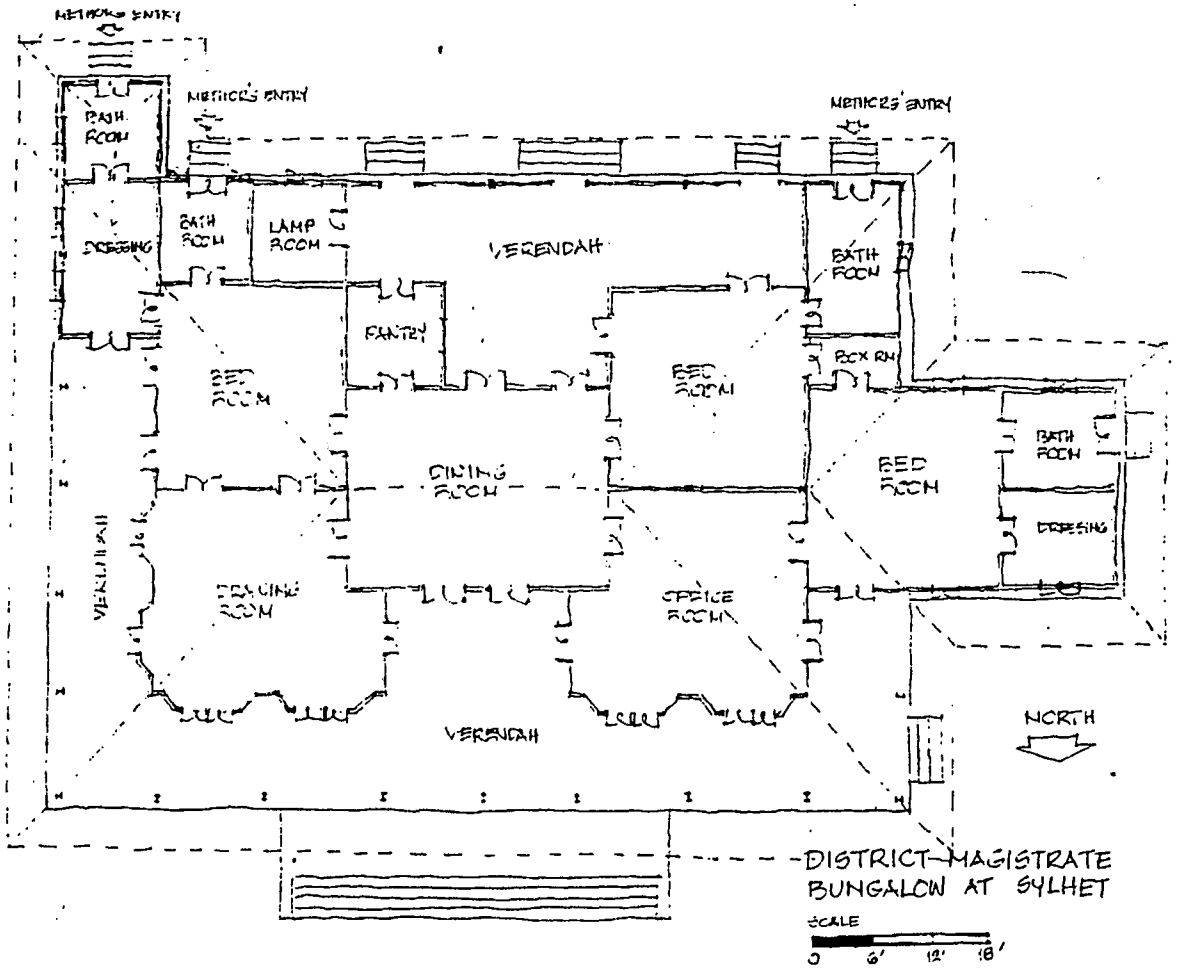 METHOR'S ENTRY
METHOR'S ENTRY
METHORS' ENTRY
BATH
ROOM
DRESSING
BATH
ROOM
LAMP
ROOM
VERENDAH
BATH
ROOM
PANTRY
BOX RM
BED
ROOM
BED
ROOM
DINING
ROOM
BED
ROOM
BATH
ROOM
DRESSING
VERENDAH
DRAWING
ROOM
OFFICE
ROOM
VERENDAH
NORTH
DISTRICT MAGISTRATE
BUNGALOW AT SYLHET
SCALE
0 6' 12' 18'